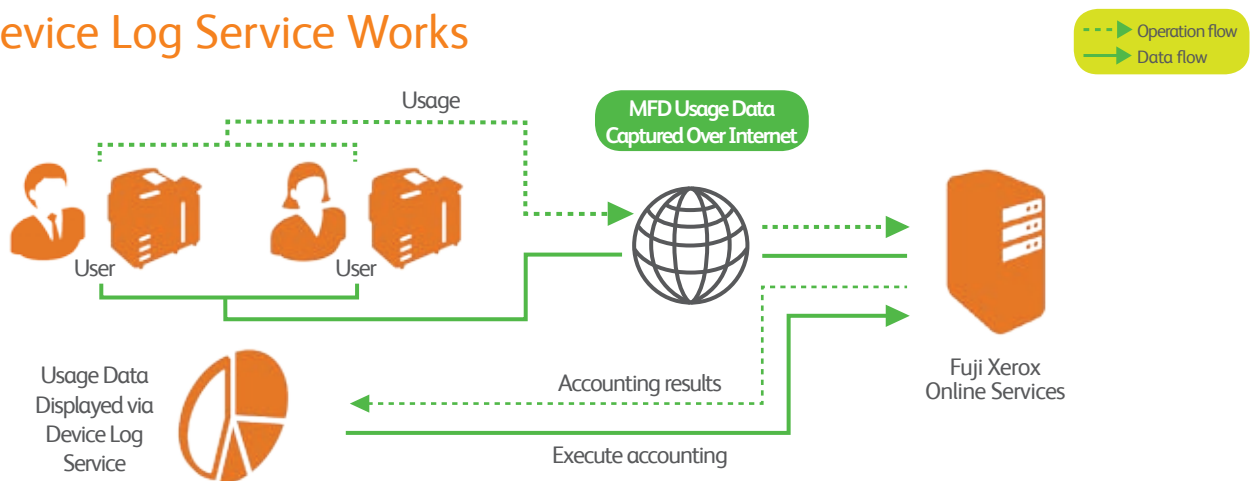 evice Log Service Works
Operation flow
Data flow
Usage
MFD Usage Data
Captured Over Internet
User
User
Fuji Xerox
Online Services
Usage Data
Displayed via
Device Log
Service
Accounting results
Execute accounting